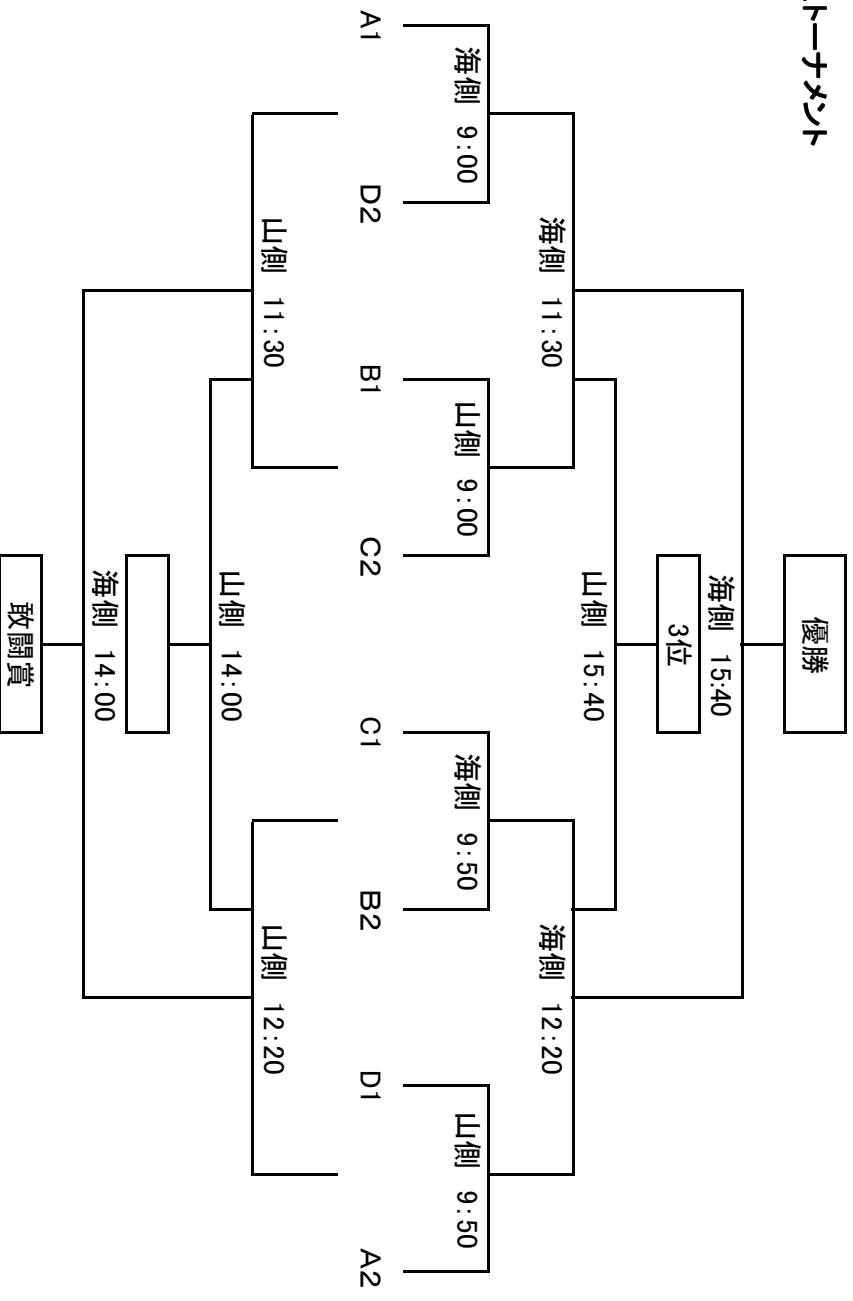 トーナメント
優勝
海側 15:40
3位
山側 15:40
海側 11:30
海側 12:20
海側 9:00
山側 9:00
海側 9:50
山側 9:50
A1
D2
B1
C2
C1
B2
D1
A2
山側 11:30
山側 12:20
山側 14:00
海側 14:00
敢闘賞